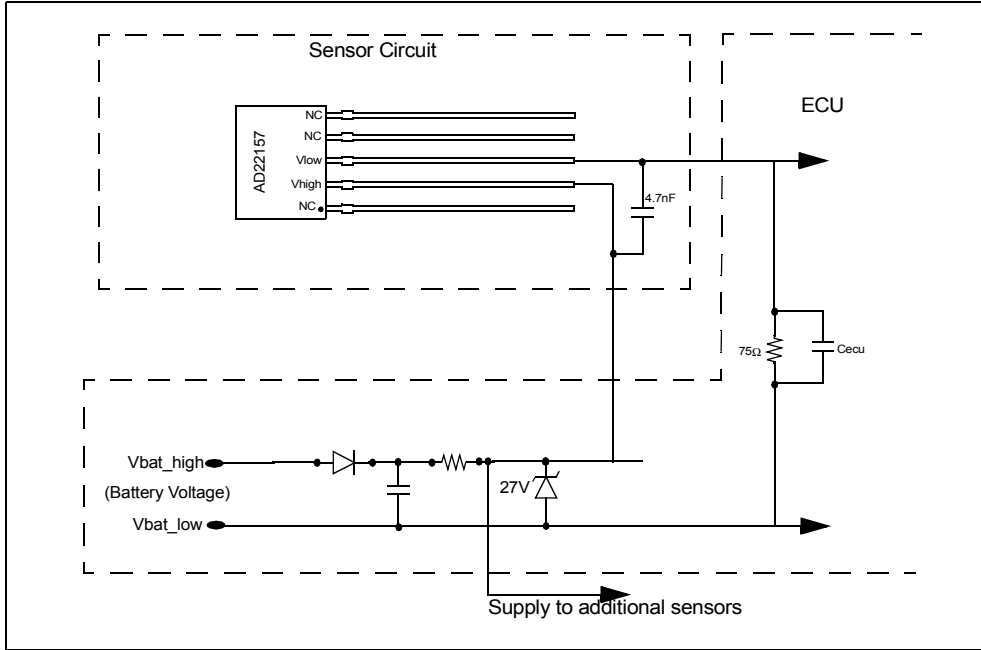 Sensor Circuit
ECU
AD22157
NC
NC
Vlow
Vhigh
NC
4.7nF
75Ω
Cecu
Vbat_high
(Battery Voltage)
Vbat_low
27V
Supply to additional sensors